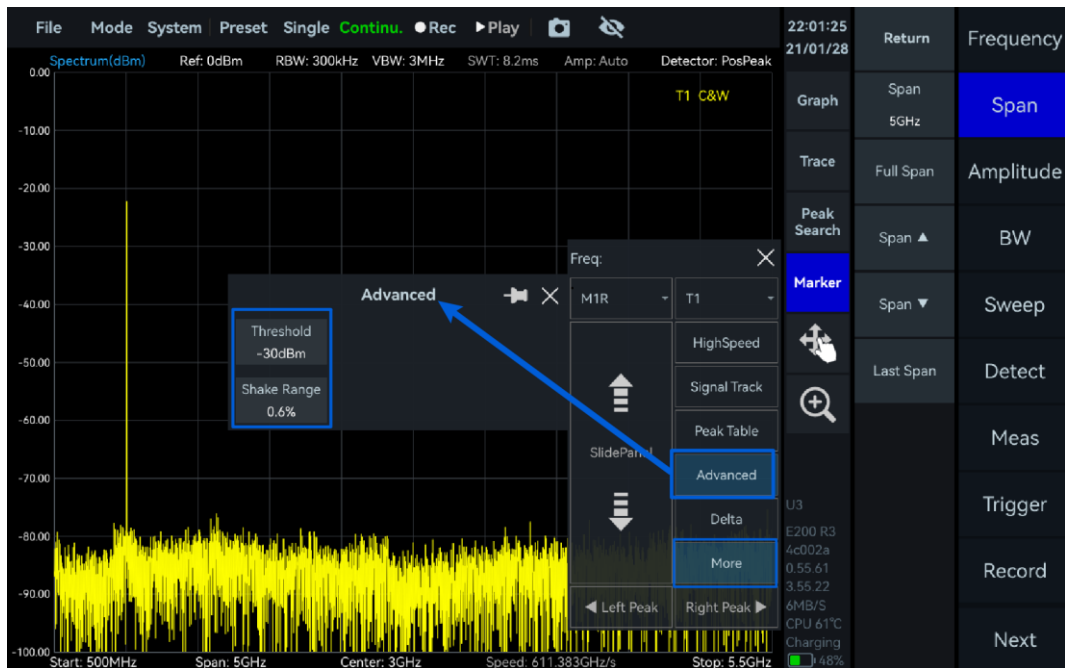 File Mode System Preset Single Continu. Rec Play
22:01:25
21/01/28
Spectrum(dBm) Ref: 0dBm RBW: 300kHz VBW: 3MHz SWT: 8.2ms Amp: Auto Detector: PosPeak
T1 C&W
0.00
-10.00
-20.00
-30.00
-40.00
-50.00
-60.00
-70.00
-80.00
-90.00
-100.00
Start: 500MHz Span: 5GHz Center: 3GHz Speed: 611.383GHz/s Stop: 5.5GHz
Advanced
Threshold
-30dBm
Shake Range
0.6%
Freq:
M1R T1
HighSpeed
Signal Track
Peak Table
SlidePanel
Advanced
Delta
More
Left Peak Right Peak
Graph
Trace
Peak
Search
Marker
U3
E200 R3
4c002a
0.55.61
3.55.22
6MB/S
CPU 61°C
Charging
48%
Return
Span
5GHz
Full Span
Span ▲
Span ▼
Last Span
Frequency
Span
Amplitude
BW
Sweep
Detect
Meas
Trigger
Record
Next